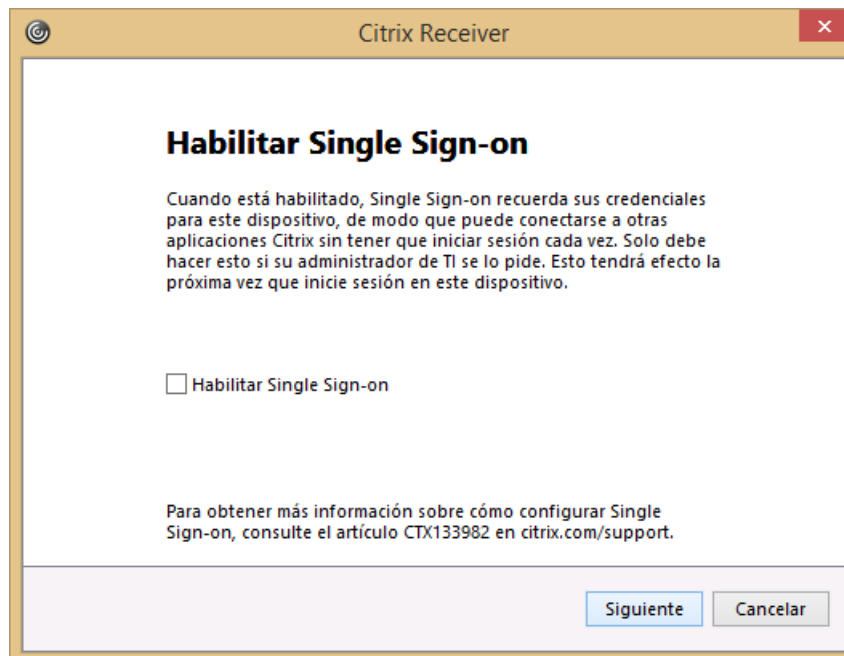 Citrix Receiver
Habilitar Single Sign-on
Cuando está habilitado, Single Sign-on recuerda sus credenciales
para este dispositivo, de modo que puede conectarse a otras
aplicaciones Citrix sin tener que iniciar sesión cada vez. Solo debe
hacer esto si su administrador de TI se lo pide. Esto tendrá efecto la
próxima vez que inicie sesión en este dispositivo.
Habilitar Single Sign-on
Para obtener más información sobre cómo configurar Single
Sign-on, consulte el artículo CTX133982 en citrix.com/support.
Siguiente Cancelar